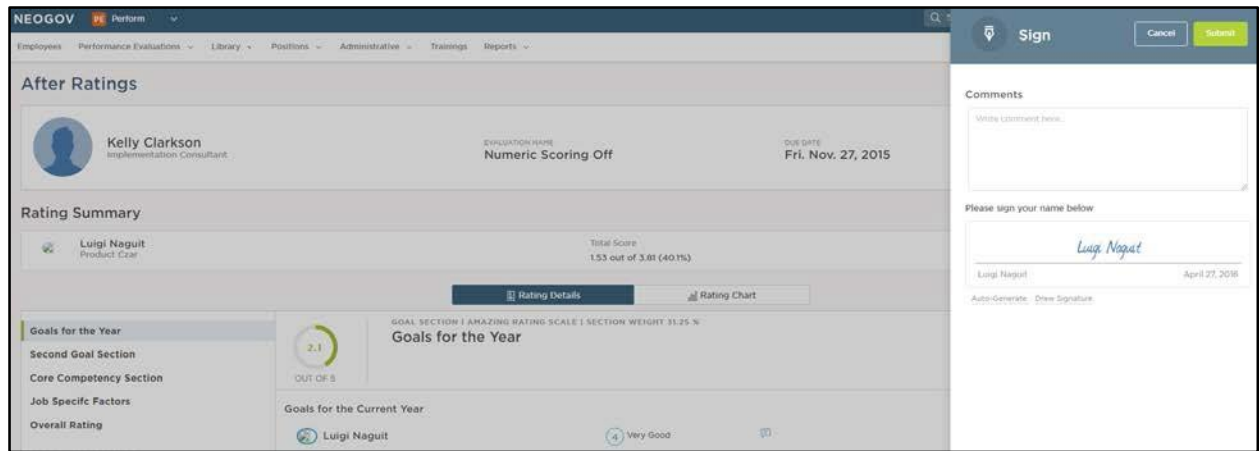 NEOGOV PE Perform
Employees Performance Evaluations Library Positions Administrative Trainings Reports
After Ratings
Kelly Clarkson
Implementation Consultant
EVALUATION NAME
Numeric Scoring Off
DUE DATE
Fri. Nov. 27, 2015
Rating Summary
Luigi Naguit
Product Czar
Total Score
1.53 out of 3.81 (40.1%)
Rating Details Rating Chart
Goals for the Year
Second Goal Section
Core Competency Section
Job Specifc Factors
Overall Rating
2.1
OUT OF 5
GOAL SECTION | AMAZING RATING SCALE | SECTION WEIGHT 31.25 %
Goals for the Year
Goals for the Current Year
Luigi Naguit 4 Very Good
Sign Cancel Submit
Comments
Write comment here...
Please sign your name below
Luigi Naguit
Luigi Naguit April 27, 2016
Auto-Generate Draw Signature